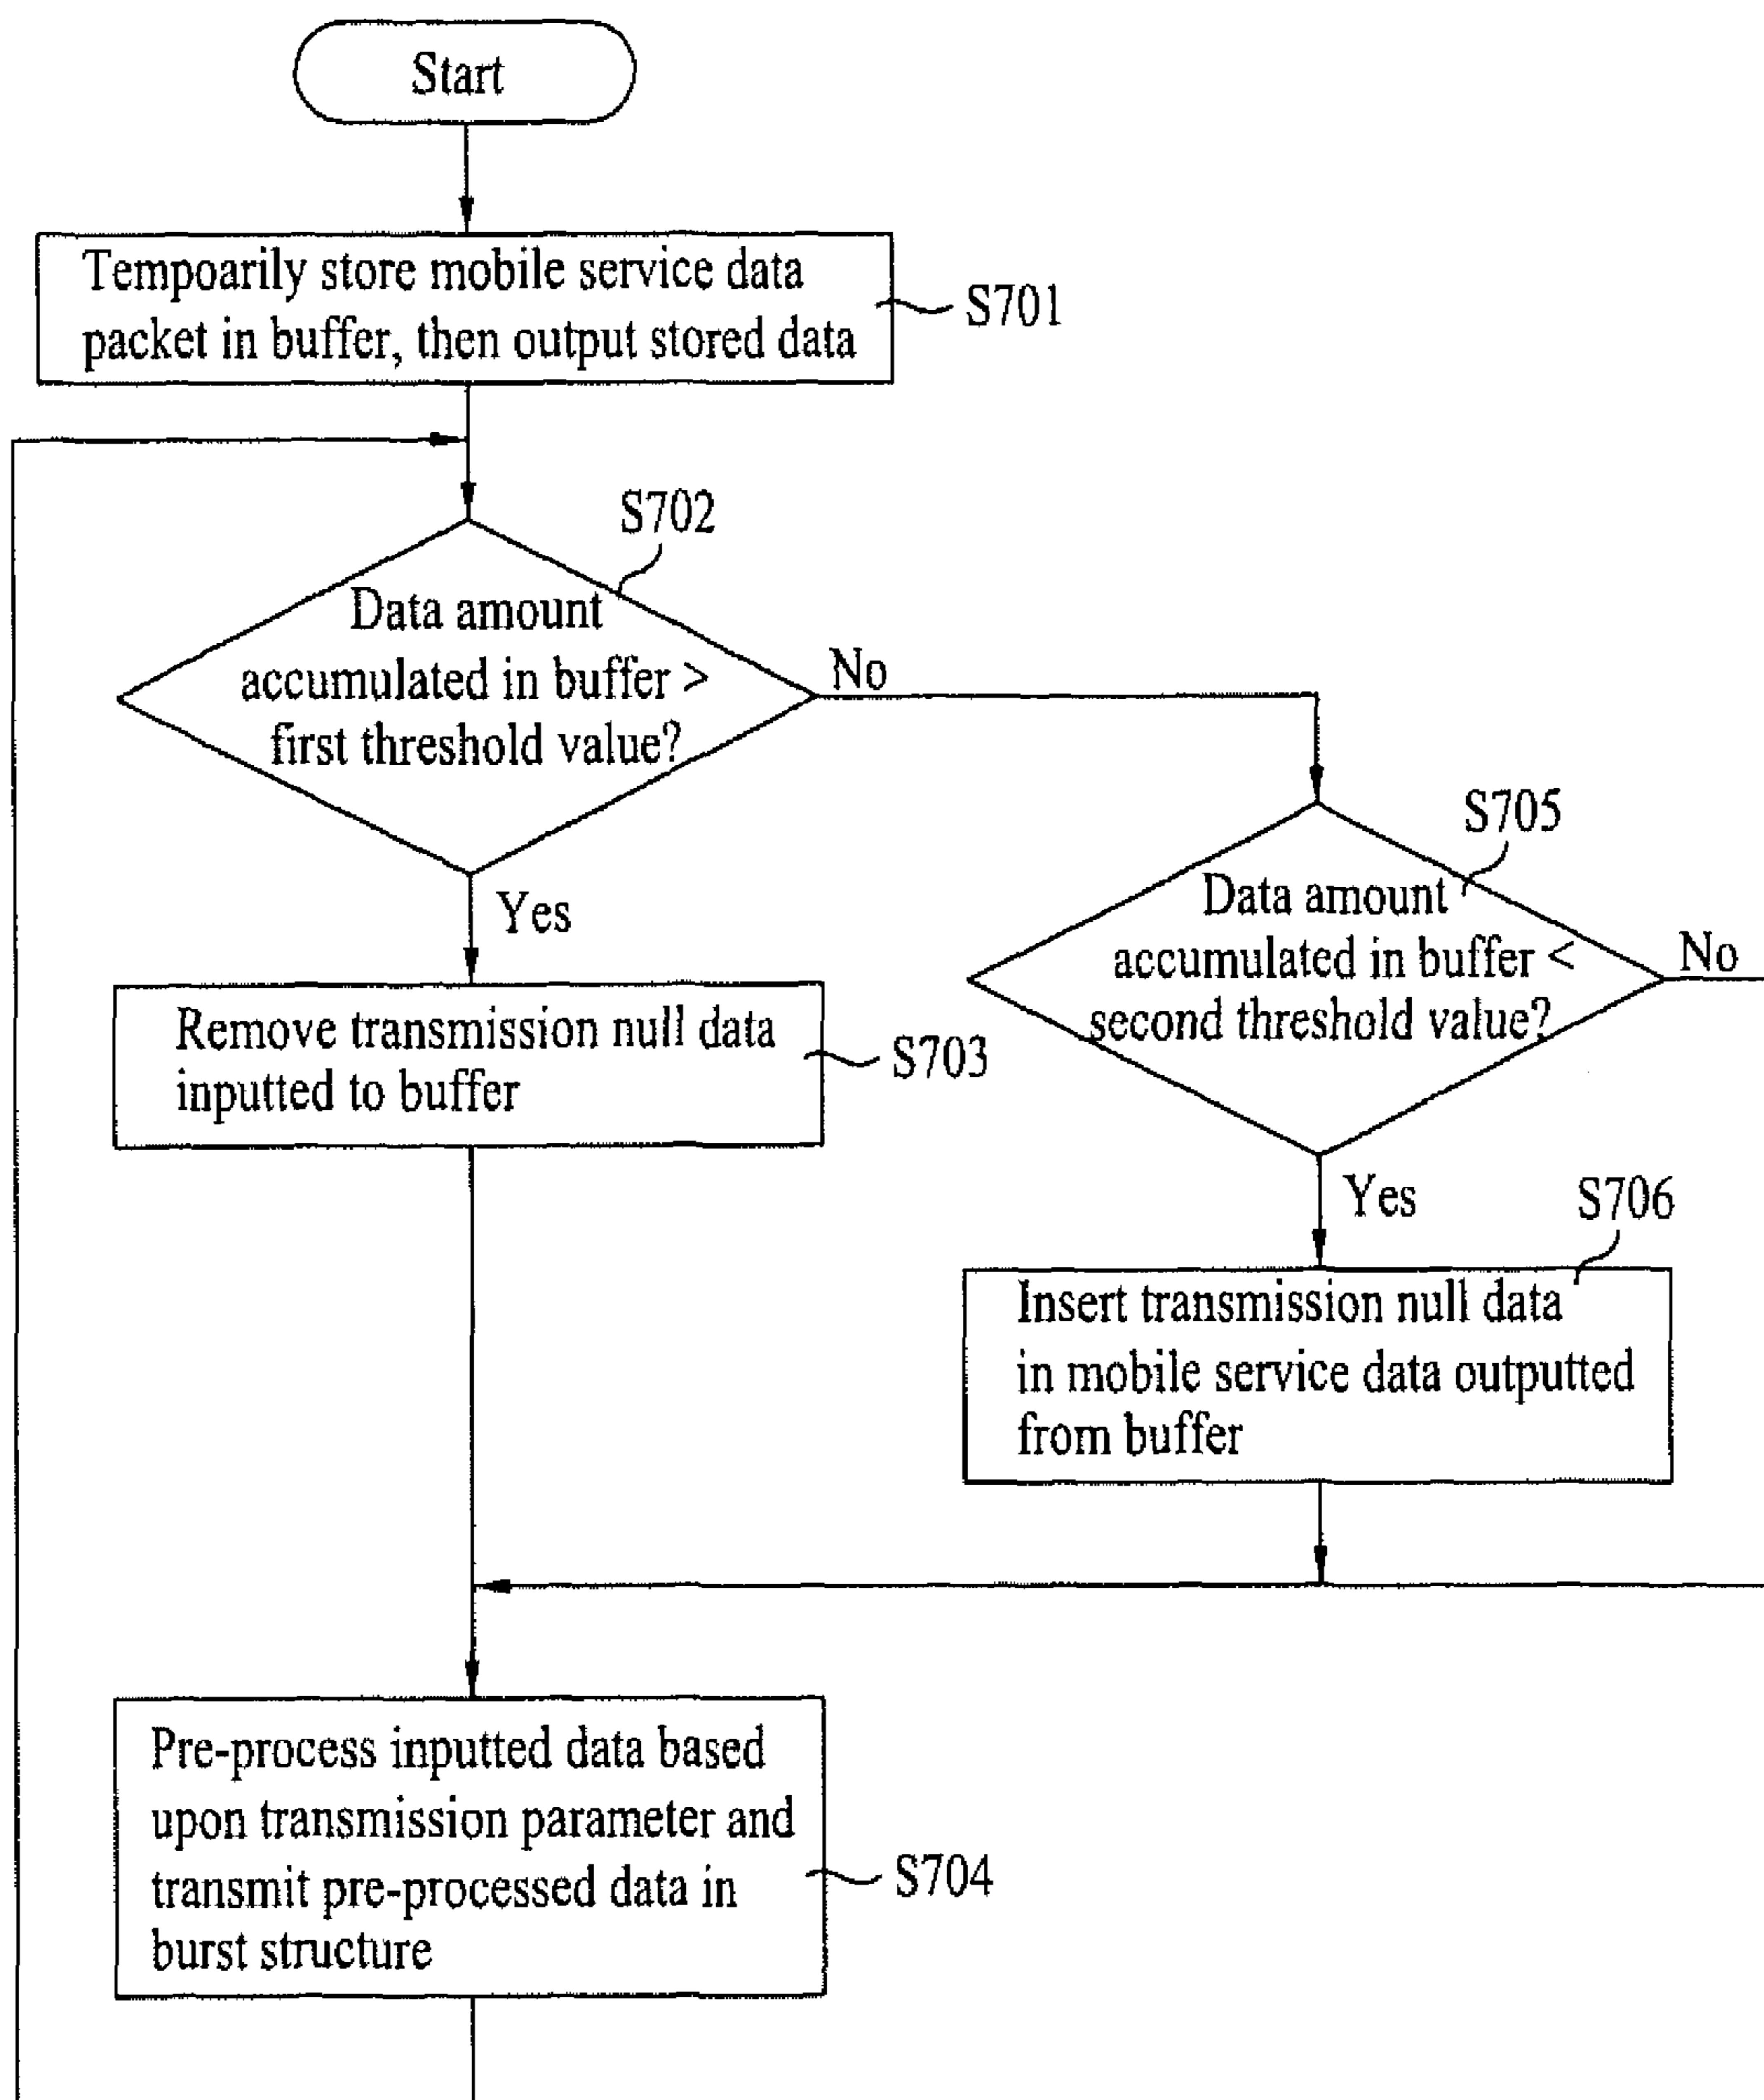 Start
Tempoarily store mobile service data
packet in buffer, then output stored data
S701
S702
Data amount
accumulated in buffer >
first threshold value?
No
Yes
S705
Data amount
accumulated in buffer <
second threshold value?
No
Remove transmission null data
inputted to buffer
S703
Yes
S706
Insert transmission null data
in mobile service data outputted
from buffer
Pre-process inputted data based
upon transmission parameter and
transmit pre-processed data in
burst structure
S704